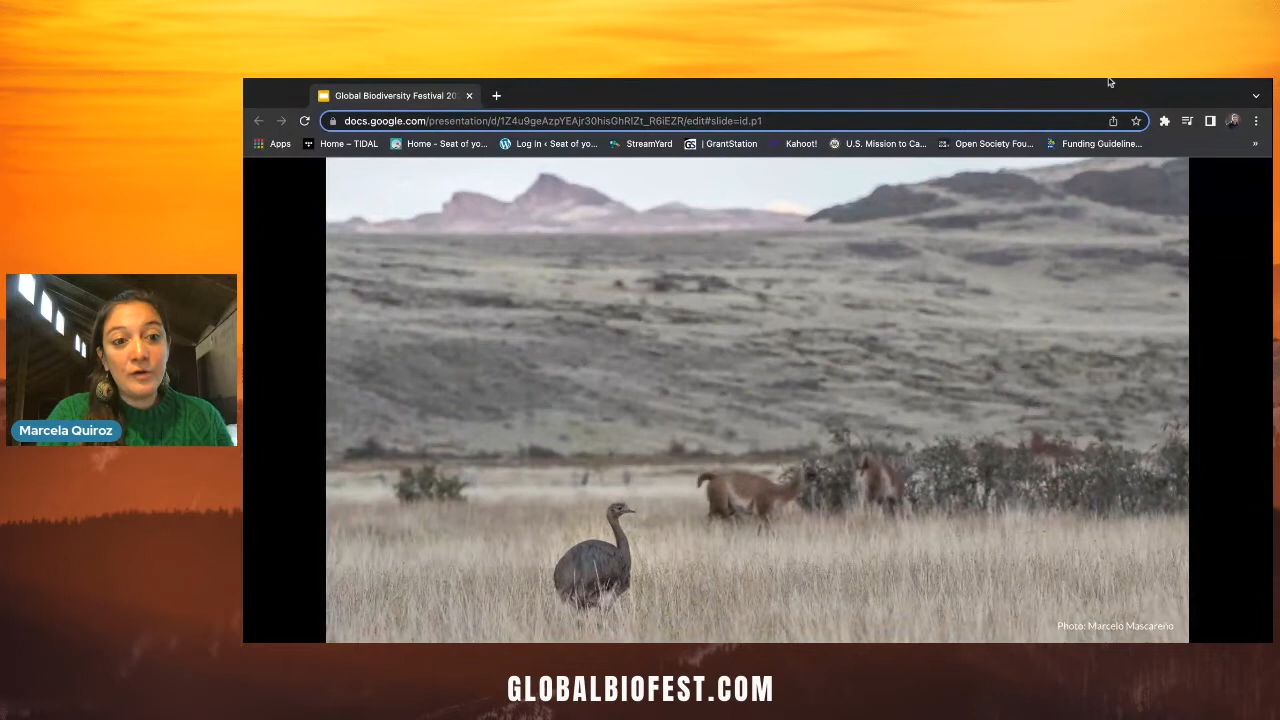 Global Biodiversity Festival 20
docs.google.com/presentation/d/1Z4u9geAzpYEAjr30hisGhRIZt_R6iEZR/edit#slide=id.p1
Apps
Home – TIDAL
Home - Seat of yo...
Log In ‹ Seat of yo...
StreamYard
| GrantStation
Kahoot!
U.S. Mission to Ca...
Open Society Fou...
Funding Guideline...
Marcela Quiroz
Photo: Marcelo Mascareño
GLOBALBIOFEST.COM